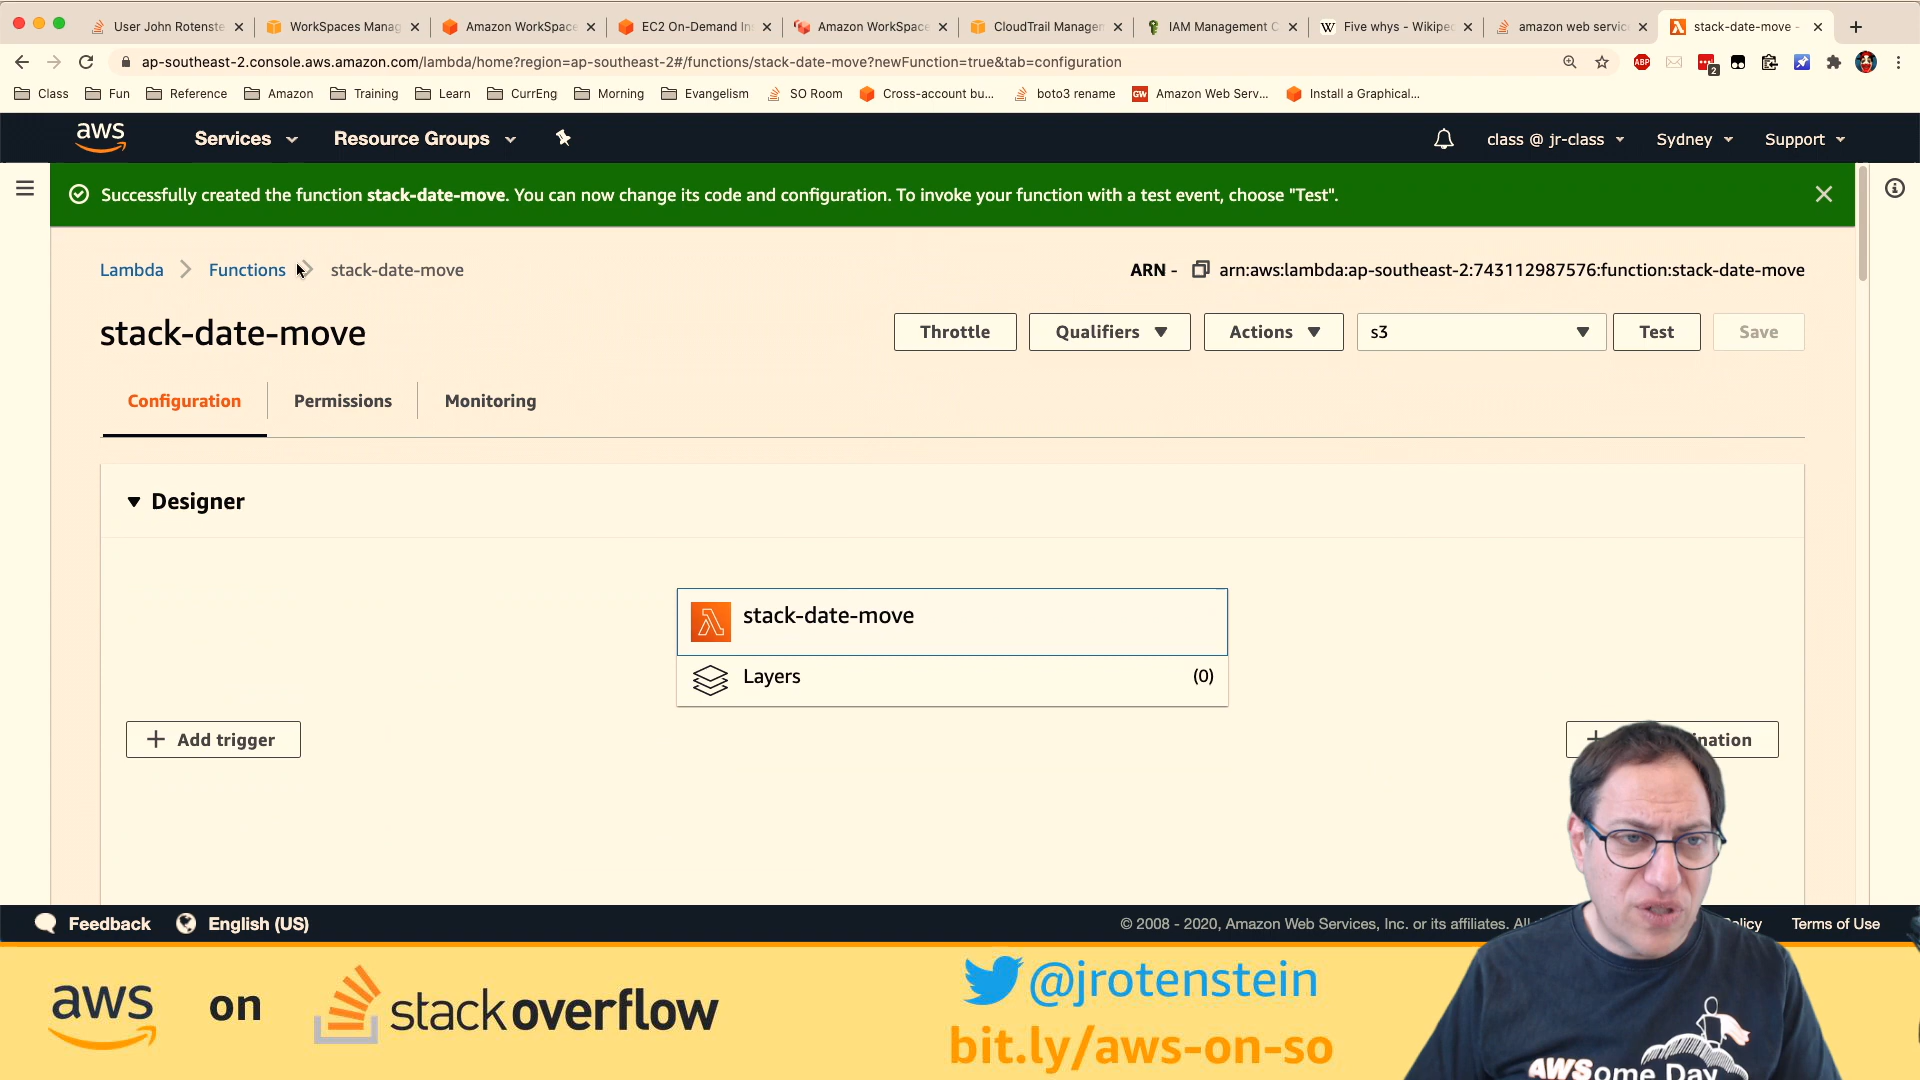 User John Rotenste
WorkSpaces Manag
Amazon WorkSpace
EC2 On-Demand Ins
Amazon WorkSpace
CloudTrail Managem
IAM Management C
Five whys - Wikiped
amazon web servic
stack-date-move -
ap-southeast-2.console.aws.amazon.com/lambda/home?region=ap-southeast-2#/functions/stack-date-move?newFunction=true&tab=configuration
ABP
2
Class
Fun
Reference
Amazon
Training
Learn
CurrEng
Morning
Evangelism
SO Room
Cross-account bu...
boto3 rename
GW
Amazon Web Serv...
Install a Graphical...
aws
Services
Resource Groups
class @ jr-class
Sydney
Support
Successfully created the function stack-date-move. You can now change its code and configuration. To invoke your function with a test event, choose "Test".
Lambda
Functions
stack-date-move
ARN - arn:aws:lambda:ap-southeast-2:743112987576:function:stack-date-move
stack-date-move
Throttle
Qualifiers
Actions
s3
Test
Save
Configuration
Permissions
Monitoring
Designer
stack-date-move
Layers
(0)
Add trigger
Feedback
English (US)
© 2008 - 2020, Amazon Web Services, Inc. or its affiliates.
Terms of Use
aws on stackoverflow
@jrotenstein
bit.ly/aws-on-so
AWSome Day